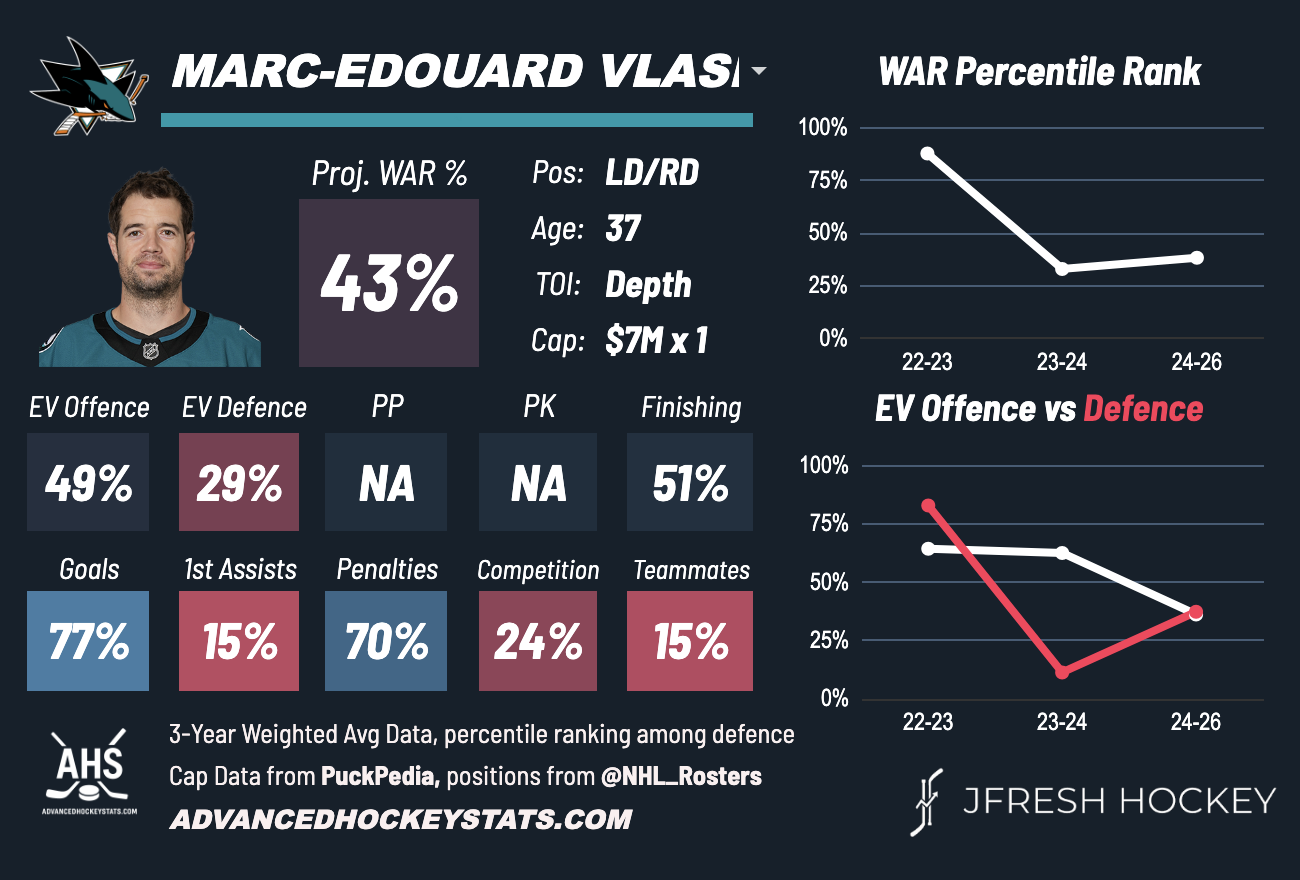 MARC-EDOUARD VLASI
Proj. WAR %
43%
Pos: LD/RD
Age: 37
TOI: Depth
Cap: $7M x 1
EV Offence EV Defence PP PK Finishing
49% 29% NA NA 51%
Goals 1st Assists Penalties Competition Teammates
77% 15% 70% 24% 15%
WAR Percentile Rank
100%
75%
50%
25%
0%
22-23 23-24 24-26
EV Offence vs Defence
100%
75%
50%
25%
0%
22-23 23-24 24-26
AHS
ADVANCEDHOCKEYSTATS.COM
3-Year Weighted Avg Data, percentile ranking among defence
Cap Data from PuckPedia, positions from @NHL_Rosters
ADVANCEDHOCKEYSTATS.COM
JFRESH HOCKEY